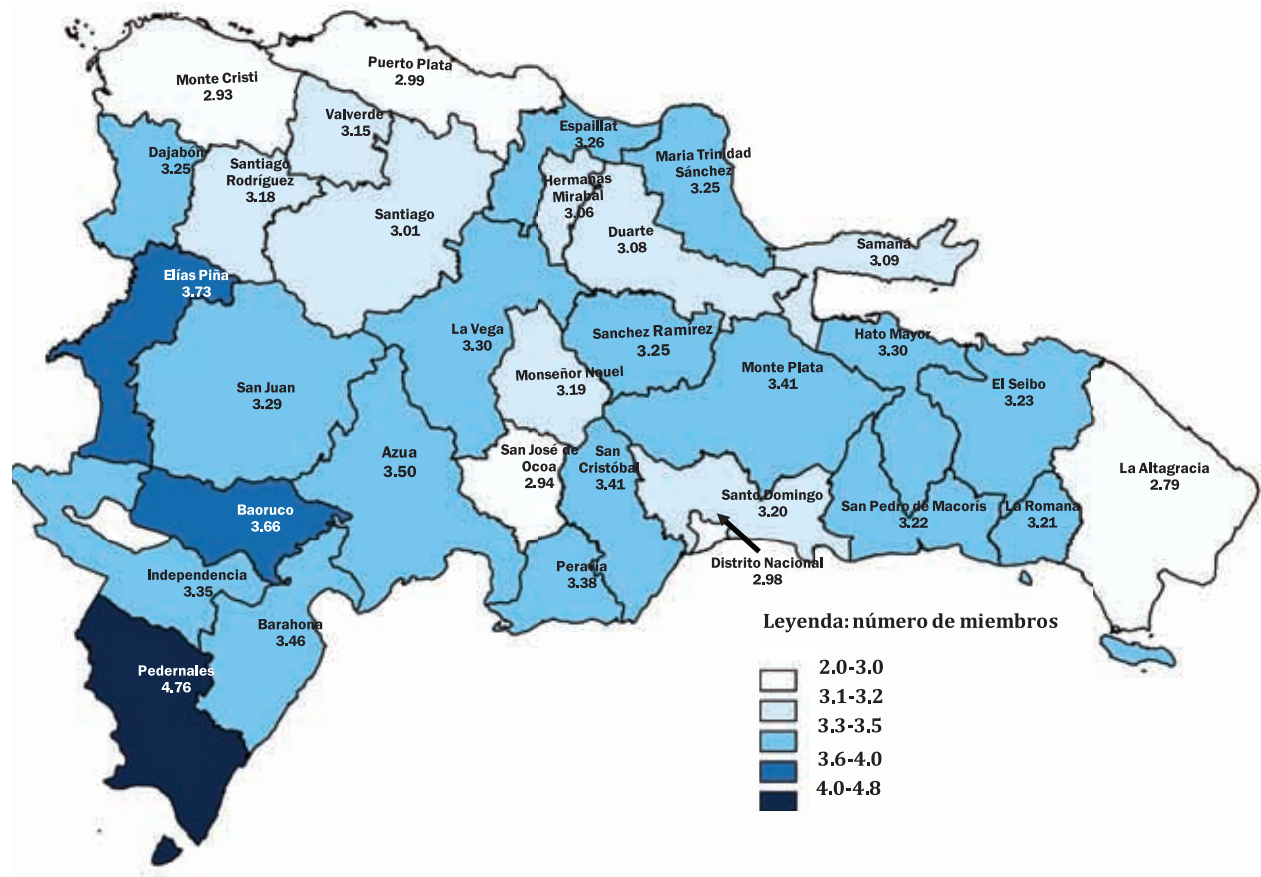 Puerto Plata
2.99
Monte Cristi
2.93
Valverde
3.15
Espaillat
3.26
Dajabón
3.25
Maria Trinidad
Sánchez
3.25
Santiago
Rodríguez
3.18
Hermanas
Mirabal
3.06
Santiago
3.01
Duarte
3.08
Samaná
3.09
Elías Piña
3.73
La Vega
3.30
Sanchez Ramírez
3.25
Hato Mayor
3.30
Monseñor Nouel
3.19
Monte Plata
3.41
San Juan
3.29
El Seibo
3.23
Azua
3.50
San José de
Ocoa
2.94
San
Cristóbal
3.41
La Altagracia
2.79
Baoruco
3.66
Santo Domingo
3.20
San Pedro de Macorís
3.22
La Romana
3.21
Independencia
3.35
Peravia
3.38
Distrito Nacional
2.98
Barahona
3.46
Pedernales
4.76
Leyenda: número de miembros
2.0-3.0
3.1-3.2
3.3-3.5
3.6-4.0
4.0-4.8